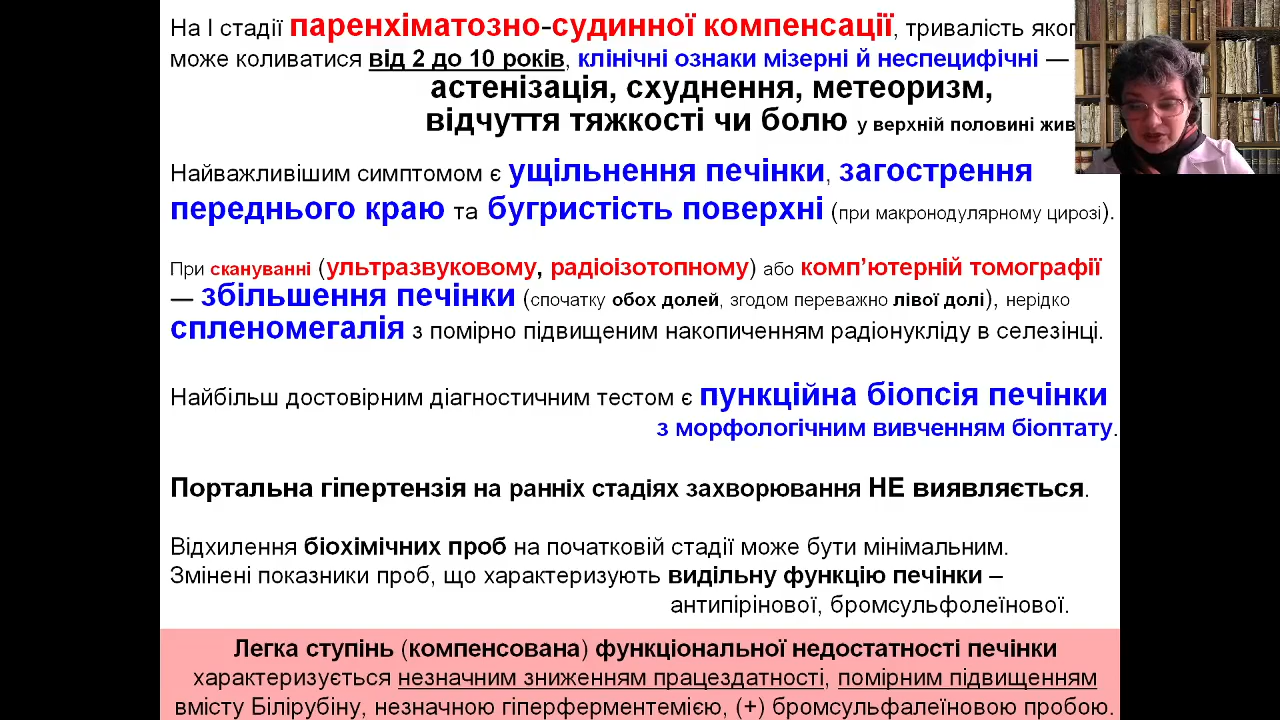 На І стадії паренхіматозно-судинної компенсації, тривалість
може коливатися від 2 до 10 років, клінічні ознаки мізерні й неспецифічні —
астенізація, схуднення, метеоризм,
відчуття тяжкості чи болю у верхній половині
Найважливішим симптомом є ущільнення печінки, загострення
переднього краю та бугристість поверхні (при макронодулярному цирозі).
При скануванні (ультразвуковому, радіоізотопному) або комп’ютерній томографії
— збільшення печінки (спочатку обох долей, згодом переважно лівої долі), нерідко
спленомегалія з помірно підвищеним накопиченням радіонукліду в селезінці.
Найбільш достовірним діагностичним тестом є пункційна біопсія печінки
з морфологічним вивченням біоптату.
Портальна гіпертензія на ранніх стадіях захворювання НЕ виявляється.
Відхилення біохімічних проб на початковій стадії може бути мінімальним.
Змінені показники проб, що характеризують видільну функцію печінки –
антипірінової, бромсульфолеїнової.
Легка ступінь (компенсована) функціональної недостатності печінки
характеризується незначним зниженням працездатності, помірним підвищенням
вмісту Білірубіну, незначною гіперферментемією, (+) бромсульфалеїновою пробою.